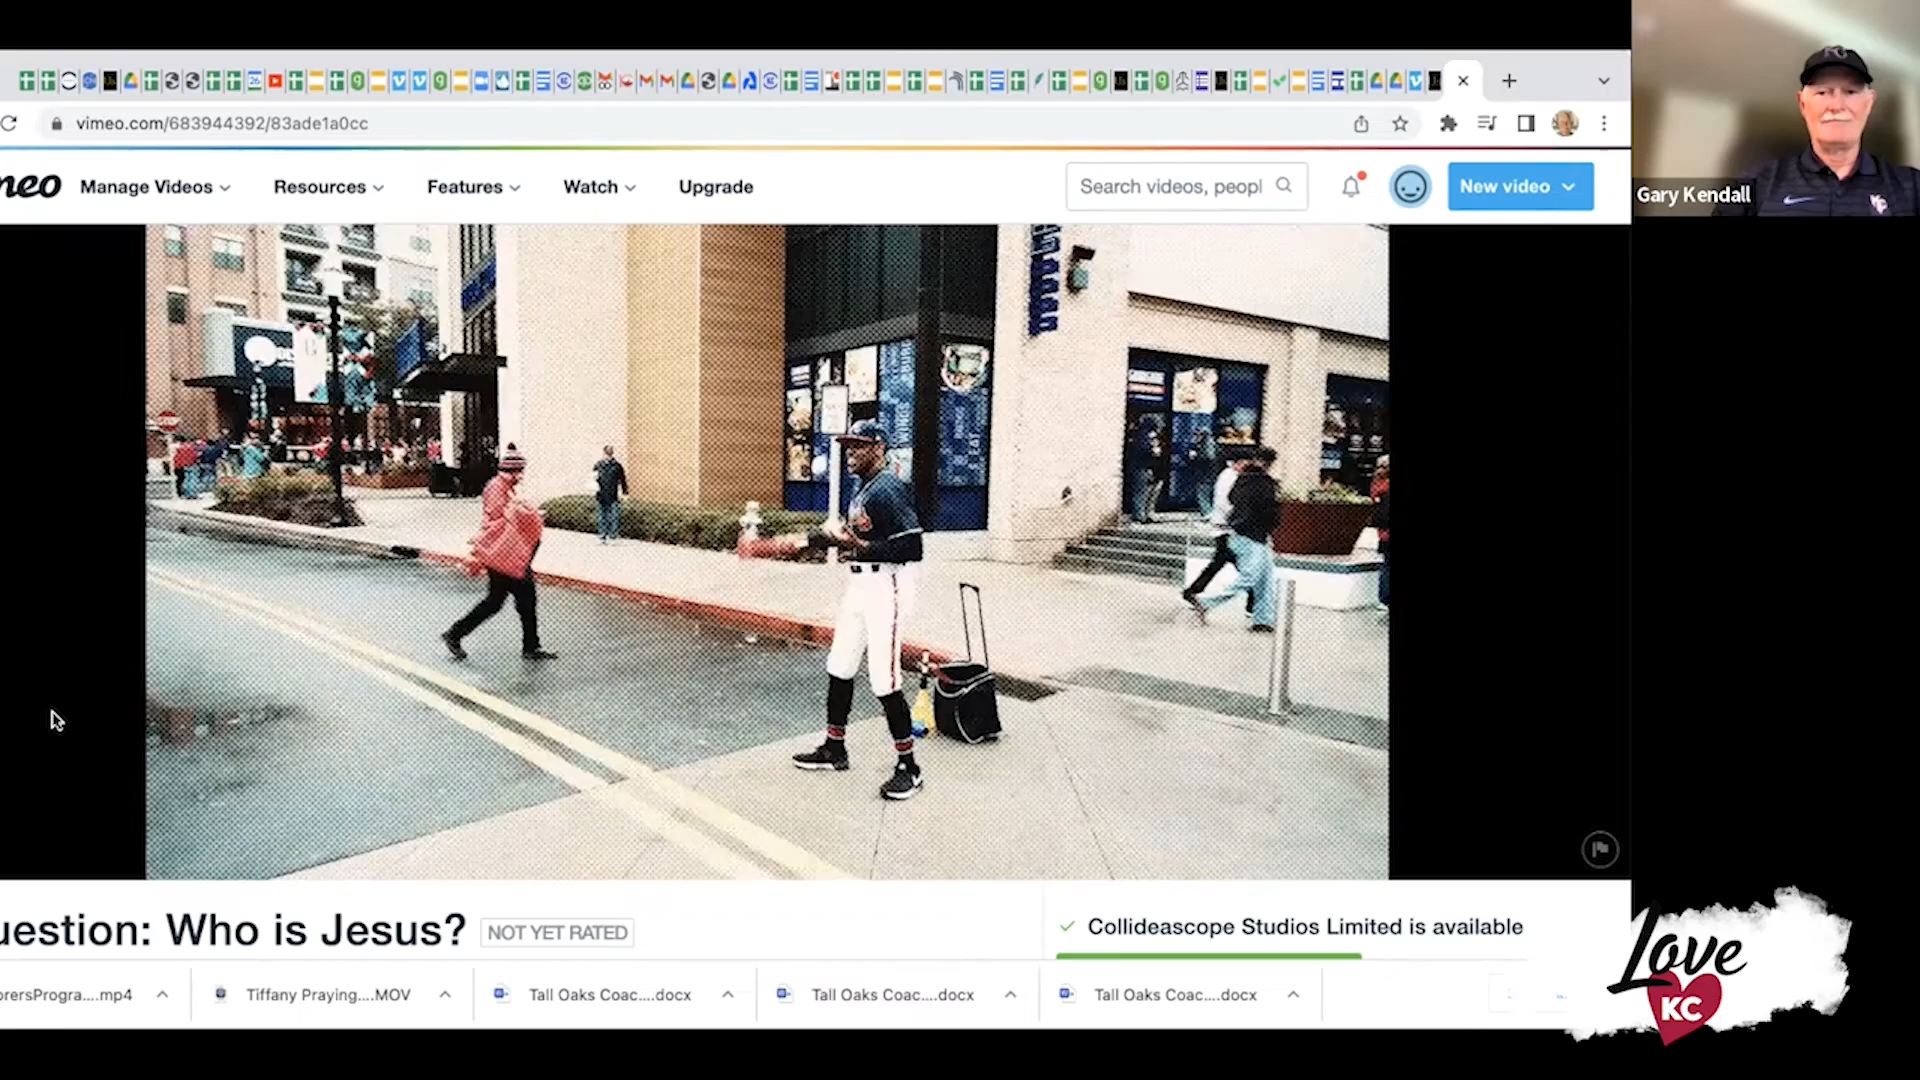 vimeo.com/683944392/83ade1a0cc
Gary Kendall
meo Manage Videos Resources Features Watch Upgrade Search videos, peopl New video
uestion: Who is Jesus? NOT YET RATED
Collideascope Studios Limited is available
orersProgra....mp4 Tiffany Praying....MOV Tall Oaks Coac....docx Tall Oaks Coac....docx Tall Oaks Coac....docx
Love
KC